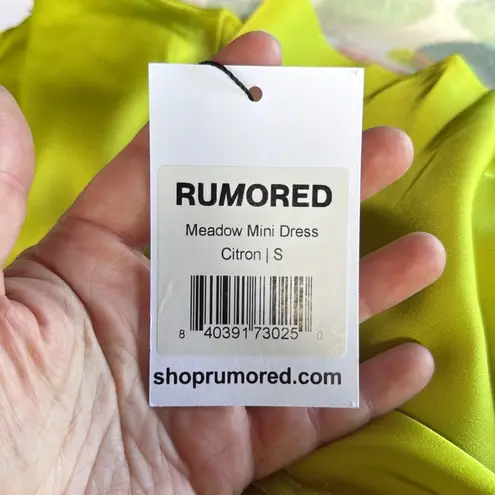 RUMORED
Meadow Mini Dress
Citron | S
8 40391 73025 0
shoprumored.com